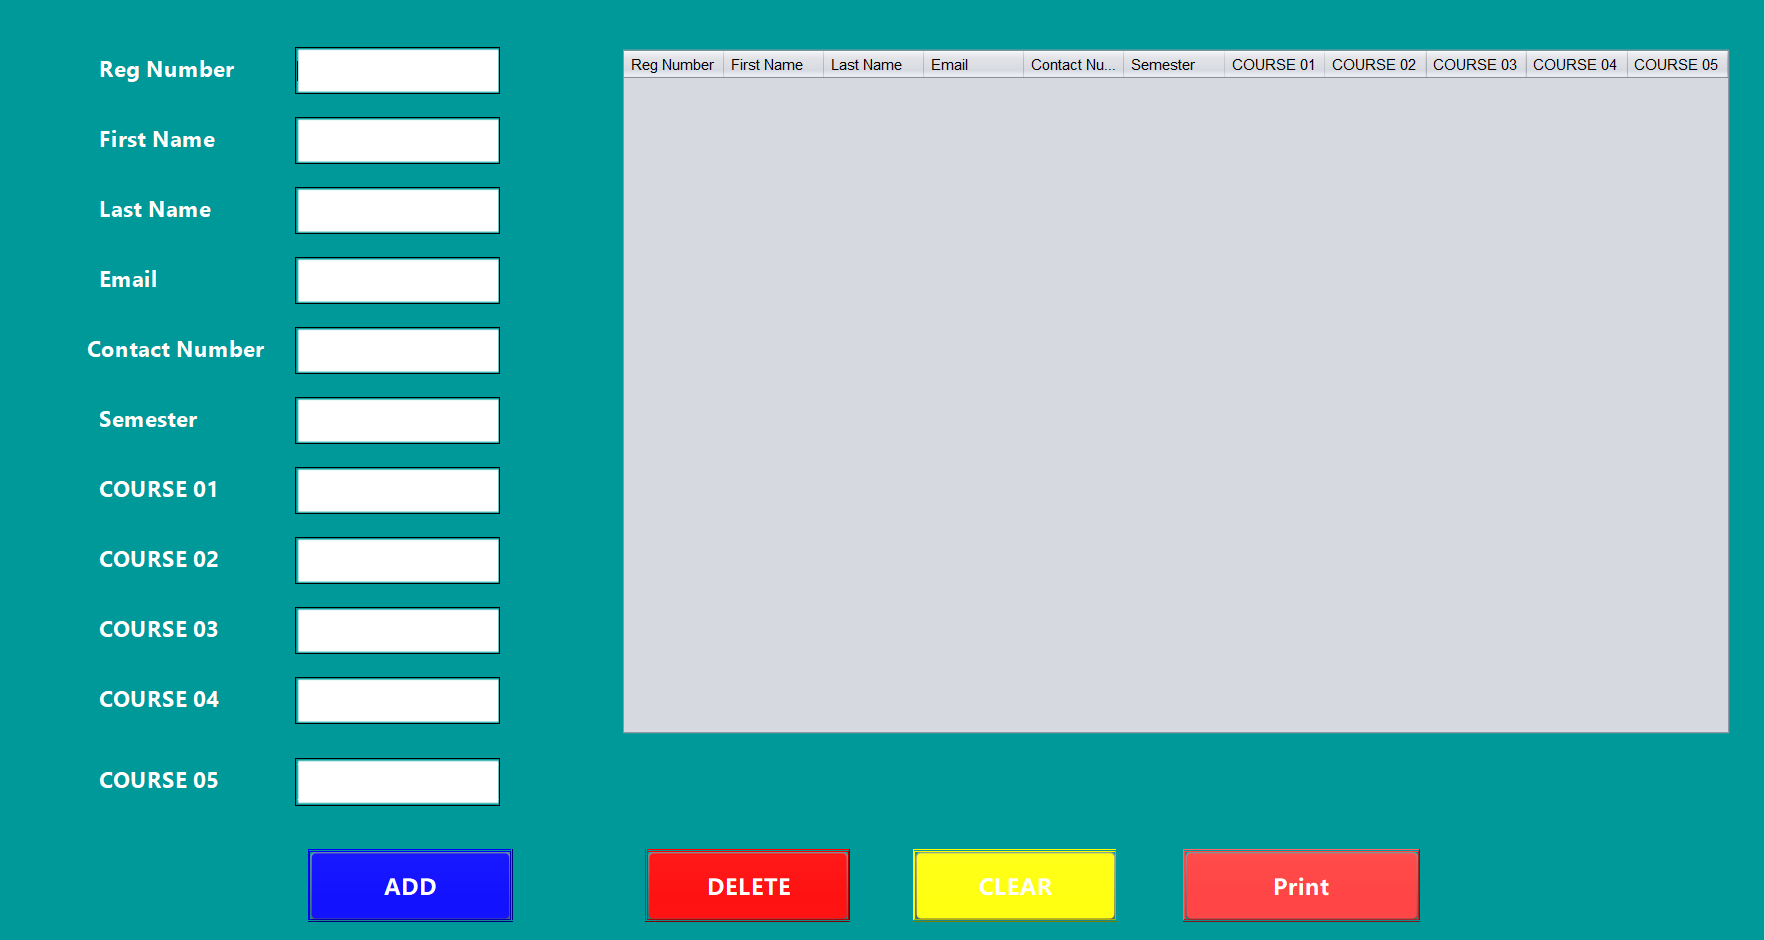 Reg Number
First Name
Last Name
Email
Contact Number
Semester
COURSE 01
COURSE 02
COURSE 03
COURSE 04
COURSE 05
Reg Number First Name Last Name Email Contact Nu... Semester COURSE 01 COURSE 02 COURSE 03 COURSE 04 COURSE 05
ADD DELETE CLEAR Print